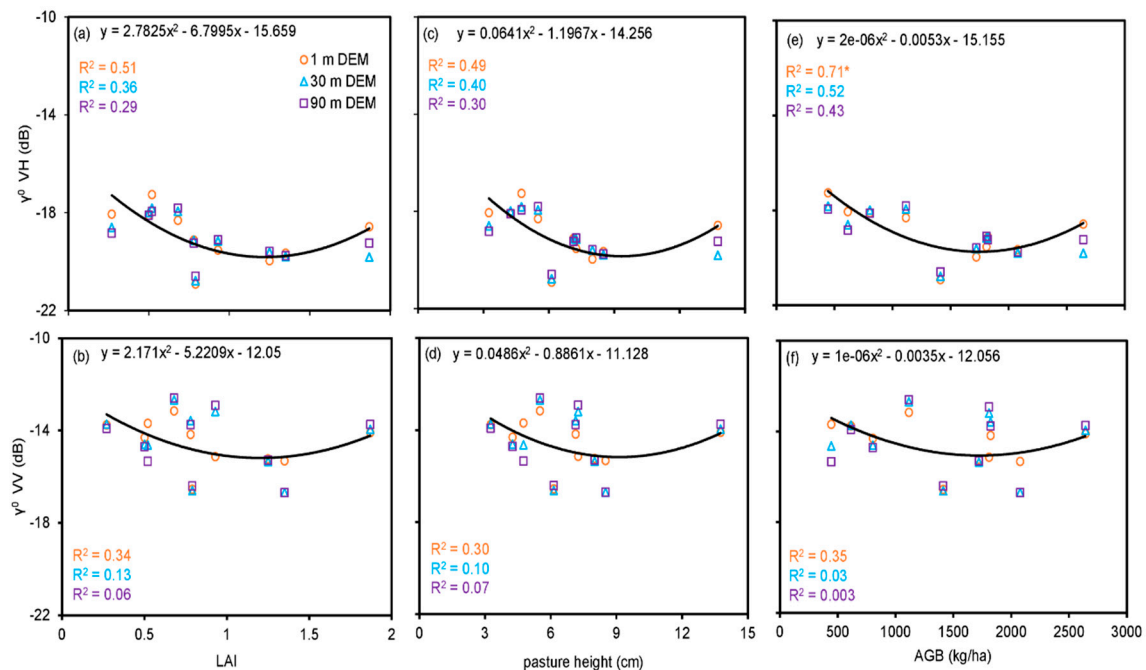 -10
-14
-18
-22
γ⁰ VH (dB)
(a) y = 2.7825x² - 6.7995x - 15.659
R² = 0.51
R² = 0.36
R² = 0.29
1 m DEM
30 m DEM
90 m DEM
(c) y = 0.0641x² - 1.1967x - 14.256
R² = 0.49
R² = 0.40
R² = 0.30
(e) y = 2e-06x² - 0.0053x - 15.155
R² = 0.71*
R² = 0.52
R² = 0.43
-10
-14
-18
-22
γ⁰ VV (dB)
(b) y = 2.171x² - 5.2209x - 12.05
R² = 0.34
R² = 0.13
R² = 0.06
0 0.5 1 1.5 2
LAI
(d) y = 0.0486x² - 0.8861x - 11.128
R² = 0.30
R² = 0.10
R² = 0.07
0 3 6 9 12 15
pasture height (cm)
(f) y = 1e-06x² - 0.0035x - 12.056
R² = 0.35
R² = 0.03
R² = 0.003
0 500 1000 1500 2000 2500 3000
AGB (kg/ha)